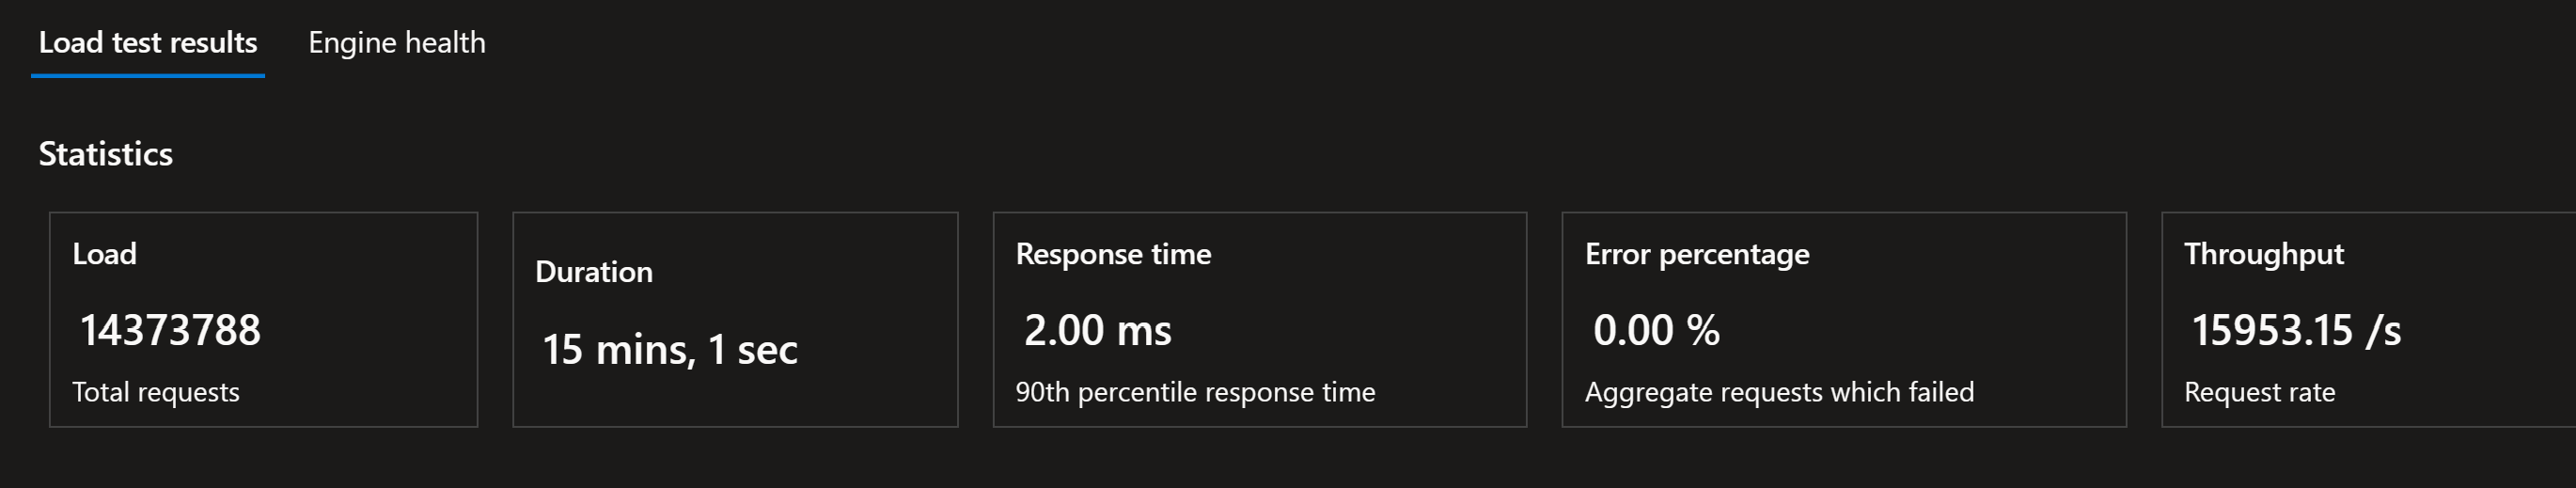 Load test results
Engine health
Statistics
Load
14373788
Total requests
Duration
15 mins, 1 sec
Response time
2.00 ms
90th percentile response time
Error percentage
0.00 %
Aggregate requests which failed
Throughput
15953.15 /s
Request rate